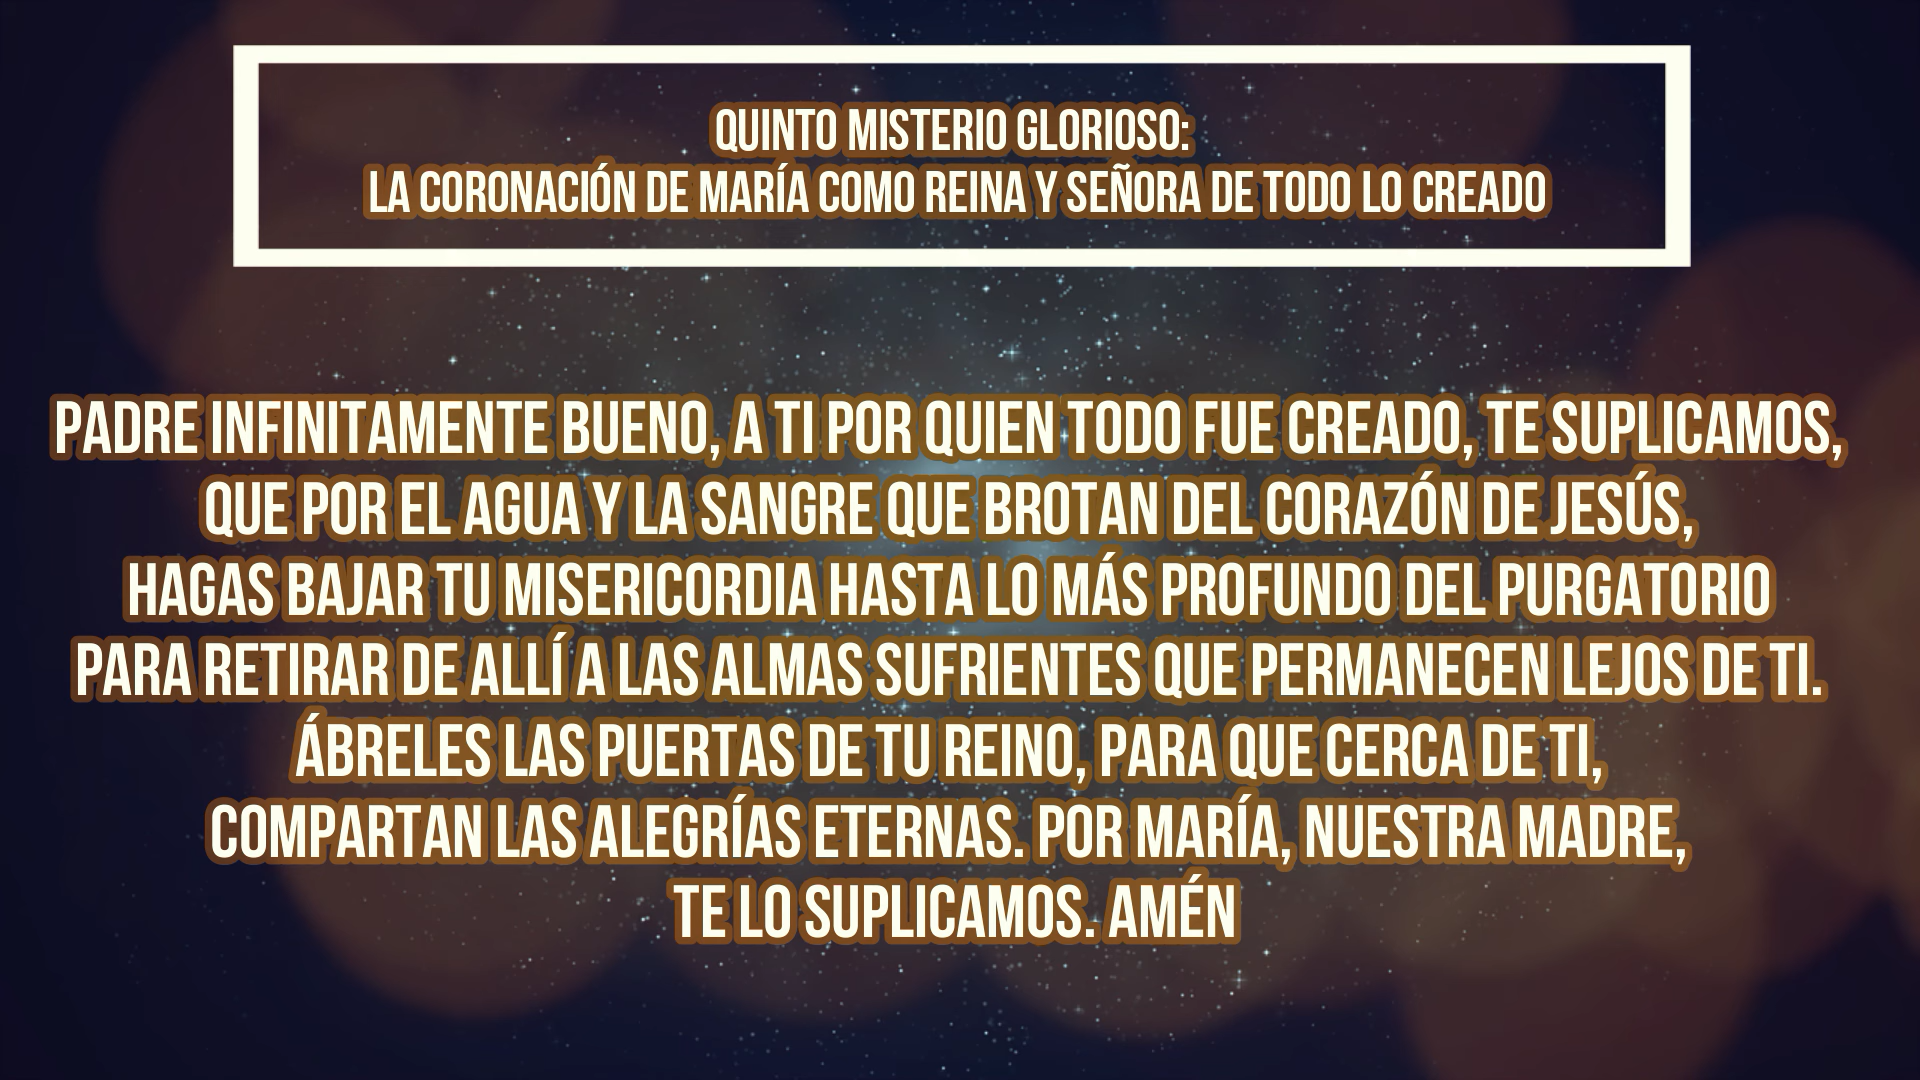 QUINTO MISTERIO GLORIOSO:
LA CORONACIÓN DE MARÍA COMO REINA Y SEÑORA DE TODO LO CREADO
PADRE INFINITAMENTE BUENO, A TI POR QUIEN TODO FUE CREADO, TE SUPLICAMOS,
QUE POR EL AGUA Y LA SANGRE QUE BROTAN DEL CORAZÓN DE JESÚS,
HAGAS BAJAR TU MISERICORDIA HASTA LO MÁS PROFUNDO DEL PURGATORIO
PARA RETIRAR DE ALLÍ A LAS ALMAS SUFRIENTES QUE PERMANECEN LEJOS DE TI.
ÁBRELES LAS PUERTAS DE TU REINO, PARA QUE CERCA DE TI,
COMPARTAN LAS ALEGRÍAS ETERNAS. POR MARÍA, NUESTRA MADRE,
TE LO SUPLICAMOS. AMÉN